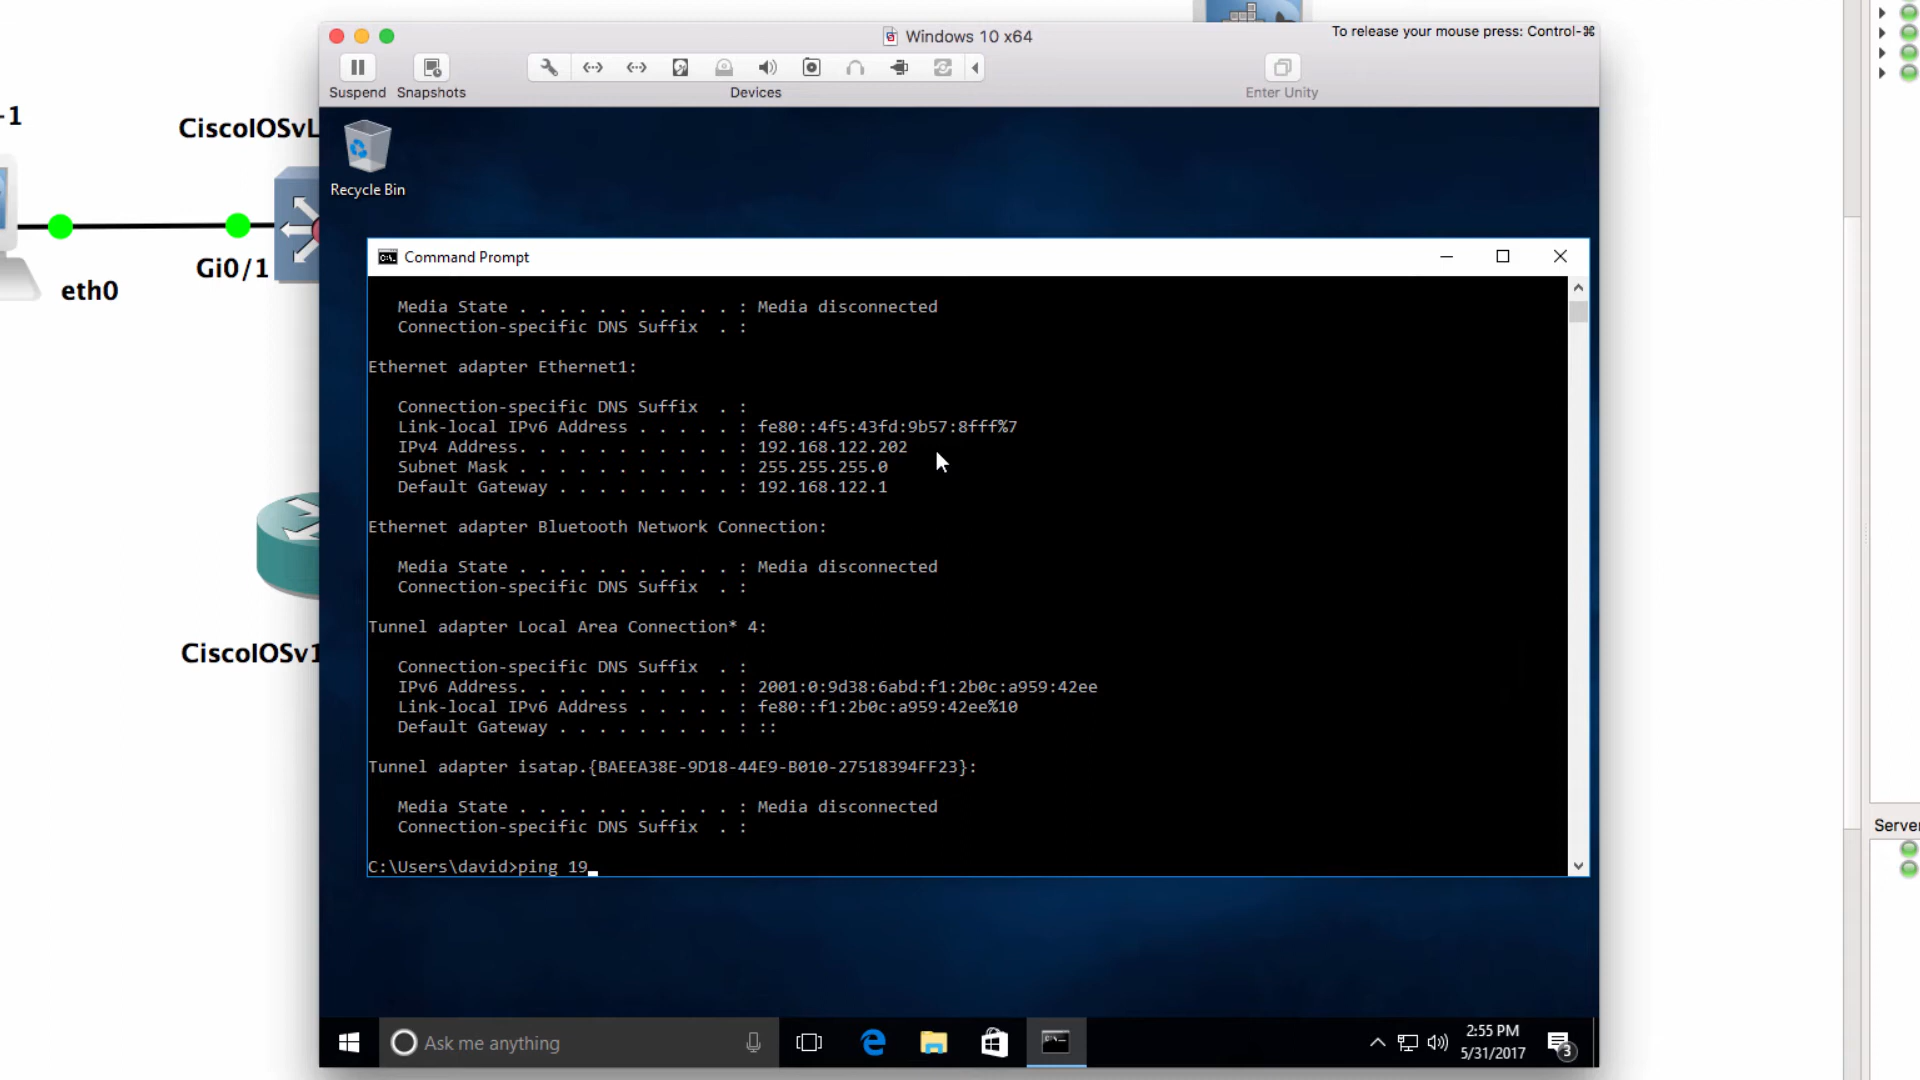 Windows 10 x64
To release your mouse press: Control-⌘
Suspend
Snapshots
Devices
Enter Unity
-1
CiscoIOSvL
Gi0/1
eth0
CiscoIOSv1
Recycle Bin
Command Prompt
Media State . . . . . . . . . . . : Media disconnected
Connection-specific DNS Suffix  . :
Ethernet adapter Ethernet1:
Connection-specific DNS Suffix  . :
Link-local IPv6 Address . . . . . : fe80::4f5:43fd:9b57:8fff%7
IPv4 Address. . . . . . . . . . . : 192.168.122.202
Subnet Mask . . . . . . . . . . . : 255.255.255.0
Default Gateway . . . . . . . . . : 192.168.122.1
Ethernet adapter Bluetooth Network Connection:
Media State . . . . . . . . . . . : Media disconnected
Connection-specific DNS Suffix  . :
Tunnel adapter Local Area Connection* 4:
Connection-specific DNS Suffix  . :
IPv6 Address. . . . . . . . . . . : 2001:0:9d38:6abd:f1:2b0c:a959:42ee
Link-local IPv6 Address . . . . . : fe80::f1:2b0c:a959:42ee%10
Default Gateway . . . . . . . . . : ::
Tunnel adapter isatap.{BAEEA38E-9D18-44E9-B010-27518394FF23}:
Media State . . . . . . . . . . . : Media disconnected
Connection-specific DNS Suffix  . :
C:\Users\david>ping 19_
Server
Ask me anything
2:55 PM
5/31/2017
3